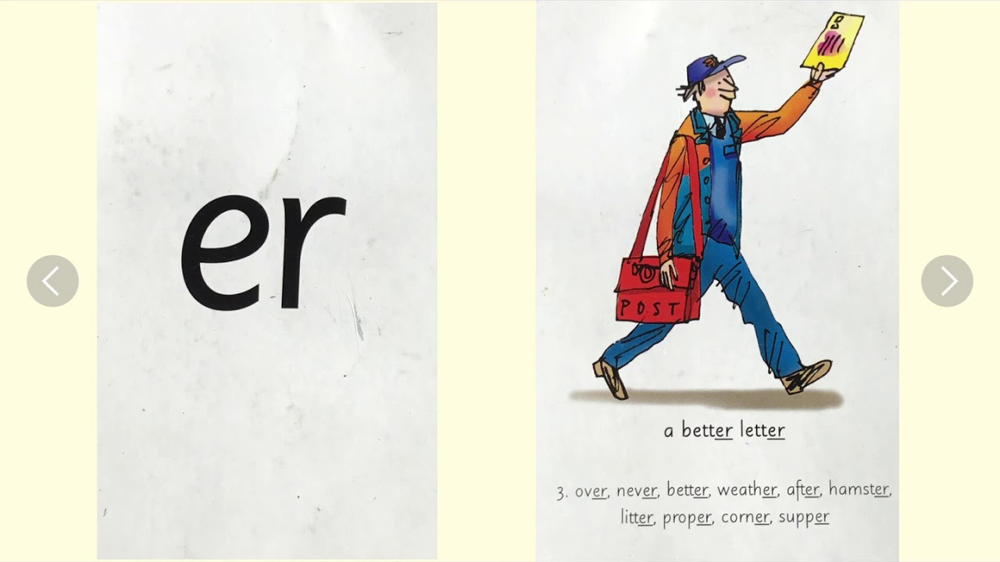 er
POST
a better letter
3. over, never, better, weather, after, hamster,
litter, proper, corner, supper